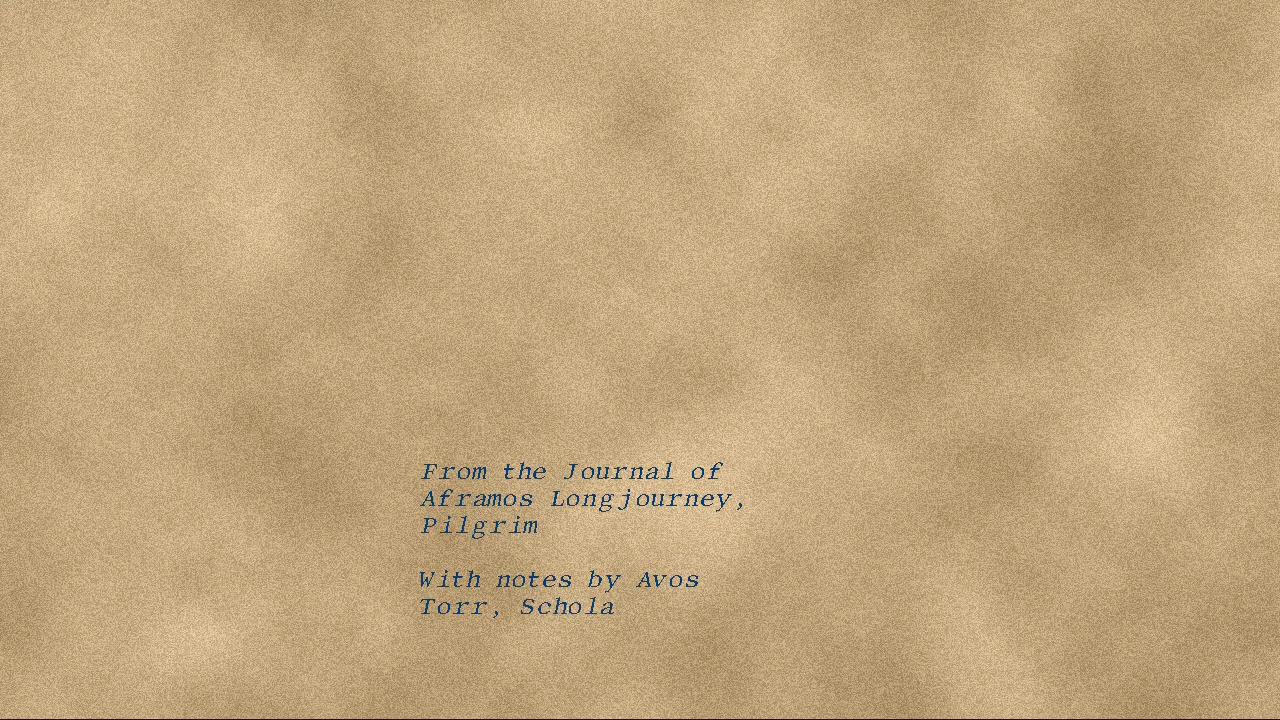 From the Journal of
Aframos Longjourney,
Pilgrim
With notes by Avos
Torr, Schola